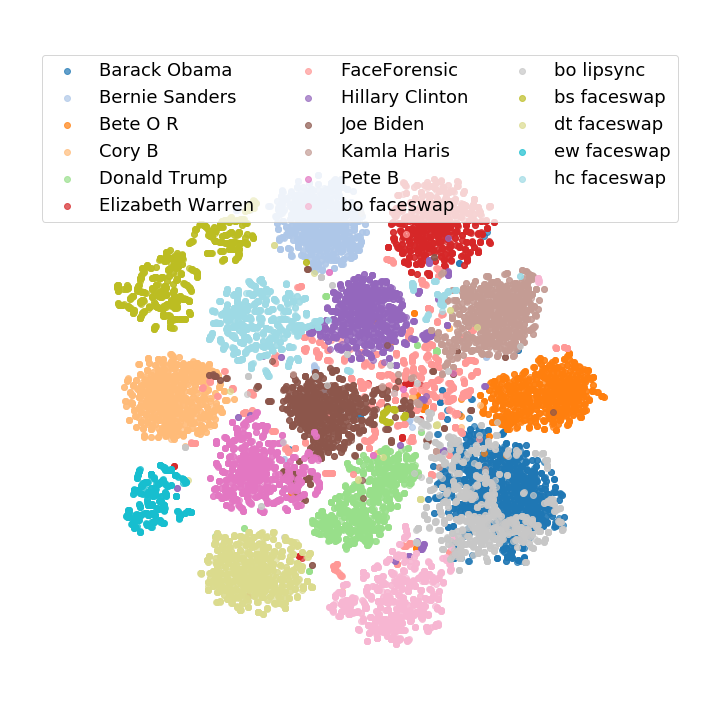 Barack Obama
Bernie Sanders
Bete O R
Cory B
Donald Trump
Elizabeth Warren
FaceForensic
Hillary Clinton
Joe Biden
Kamla Haris
Pete B
bo faceswap
bo lipsync
bs faceswap
dt faceswap
ew faceswap
hc faceswap